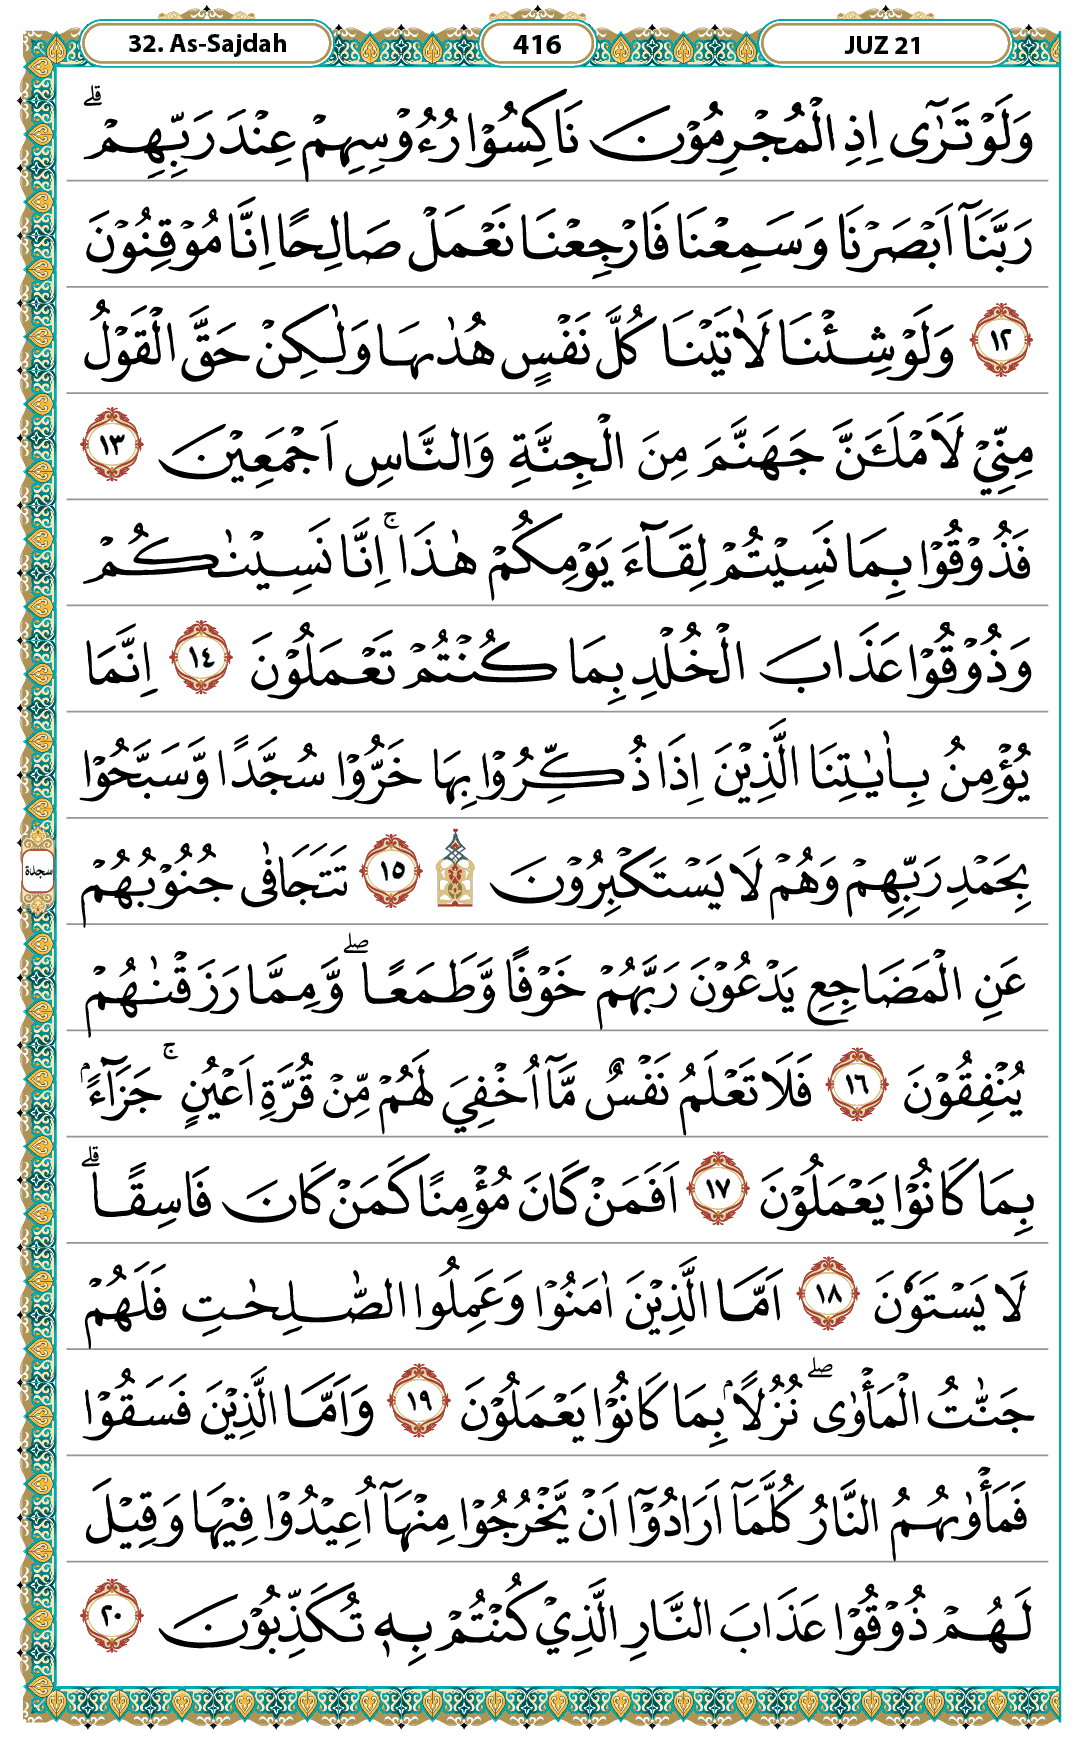 32. As-Sajdah
416
JUZ 21
وَلَوْ تَرٰٓى اِذِ الْمُجْرِمُوْنَ نَاكِسُوْا رُءُوْسِهِمْ عِنْدَ رَبِّهِمْۗ
رَبَّنَآ اَبْصَرْنَا وَسَمِعْنَا فَارْجِعْنَا نَعْمَلْ صَالِحًا اِنَّا مُوْقِنُوْنَ
١٢ وَلَوْ شِئْنَا لَاٰتَيْنَا كُلَّ نَفْسٍ هُدٰىهَا وَلٰكِنْ حَقَّ الْقَوْلُ
مِنِّيْ لَاَمْلَـَٔنَّ جَهَنَّمَ مِنَ الْجِنَّةِ وَالنَّاسِ اَجْمَعِيْنَ ١٣
فَذُوْقُوْا بِمَا نَسِيْتُمْ لِقَاۤءَ يَوْمِكُمْ هٰذَاۚ اِنَّا نَسِيْنٰكُمْ
وَذُوْقُوْا عَذَابَ الْخُلْدِ بِمَا كُنْتُمْ تَعْمَلُوْنَ ١٤ اِنَّمَا
يُؤْمِنُ بِاٰيٰتِنَا الَّذِيْنَ اِذَا ذُكِّرُوْا بِهَا خَرُّوْا سُجَّدًا وَّسَبَّحُوْا
بِحَمْدِ رَبِّهِمْ وَهُمْ لَا يَسْتَكْبِرُوْنَ ۩ ١٥ تَتَجَافٰى جُنُوْبُهُمْ
سجدة
عَنِ الْمَضَاجِعِ يَدْعُوْنَ رَبَّهُمْ خَوْفًا وَّطَمَعًاۖ وَّمِمَّا رَزَقْنٰهُمْ
يُنْفِقُوْنَ ١٦ فَلَا تَعْلَمُ نَفْسٌ مَّآ اُخْفِيَ لَهُمْ مِّنْ قُرَّةِ اَعْيُنٍۚ جَزَاۤءًۢ
بِمَا كَانُوْا يَعْمَلُوْنَ ١٧ اَفَمَنْ كَانَ مُؤْمِنًا كَمَنْ كَانَ فَاسِقًاۗ
لَا يَسْتَوٗنَ ١٨ اَمَّا الَّذِيْنَ اٰمَنُوْا وَعَمِلُوا الصّٰلِحٰتِ فَلَهُمْ
جَنّٰتُ الْمَأْوٰىۖ نُزُلًاۢ بِمَا كَانُوْا يَعْمَلُوْنَ ١٩ وَاَمَّا الَّذِيْنَ فَسَقُوْا
فَمَأْوٰىهُمُ النَّارُ كُلَّمَآ اَرَادُوْٓا اَنْ يَّخْرُجُوْا مِنْهَآ اُعِيْدُوْا فِيْهَا وَقِيْلَ
لَهُمْ ذُوْقُوْا عَذَابَ النَّارِ الَّذِيْ كُنْتُمْ بِهٖ تُكَذِّبُوْنَ ٢٠